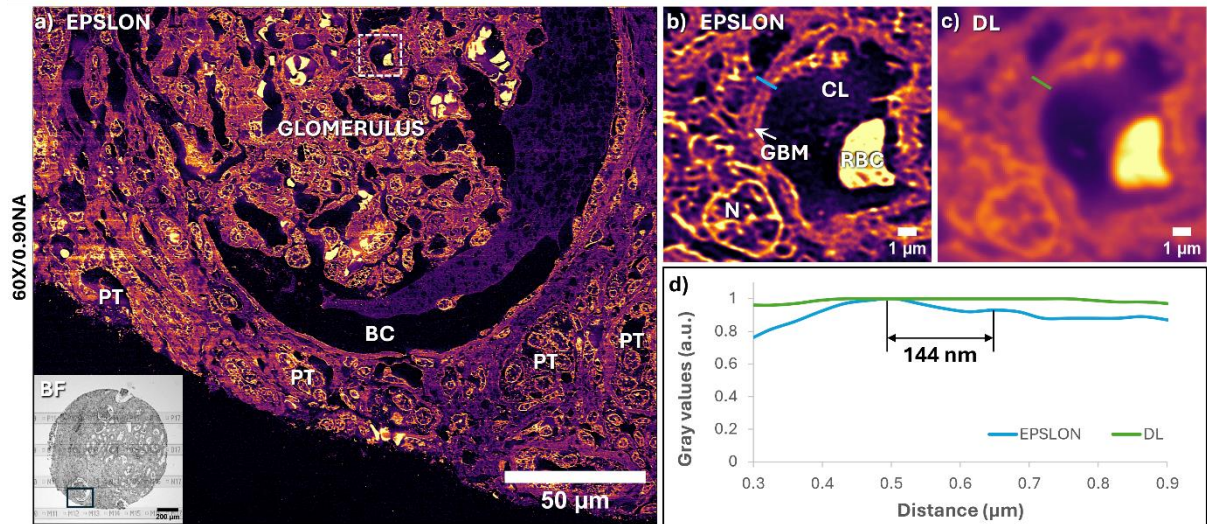 a) EPSLON
60X/0.90NA
GLOMERULUS
PT
BC
PT
PT
PT
50 µm
BF
200 µm
b) EPSLON
CL
GBM
RBC
N
1 µm
c) DL
1 µm
d)
Gray values (a.u.)
1
0.8
0.6
0.4
0.2
0
144 nm
EPSLON
DL
0.3
0.4
0.5
0.6
0.7
0.8
0.9
Distance (µm)